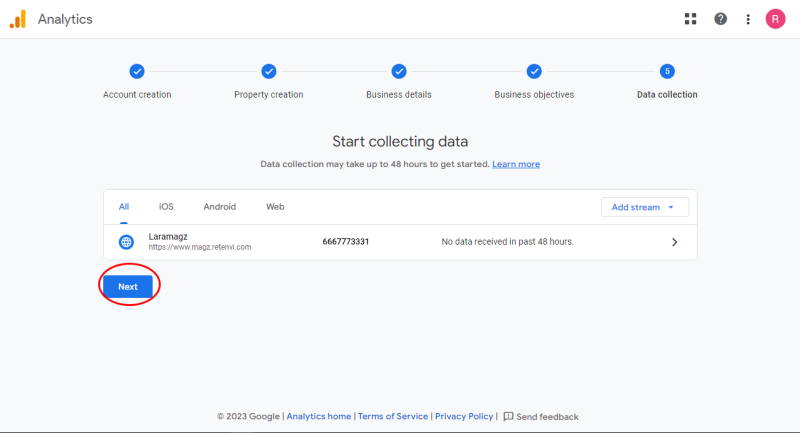 Analytics
R
5
Account creation
Property creation
Business details
Business objectives
Data collection
Start collecting data
Data collection may take up to 48 hours to get started. Learn more
All
iOS
Android
Web
Add stream
Laramagz
https://www.magz.retenvi.com
6667773331
No data received in past 48 hours.
Next
© 2023 Google | Analytics home | Terms of Service | Privacy Policy | Send feedback